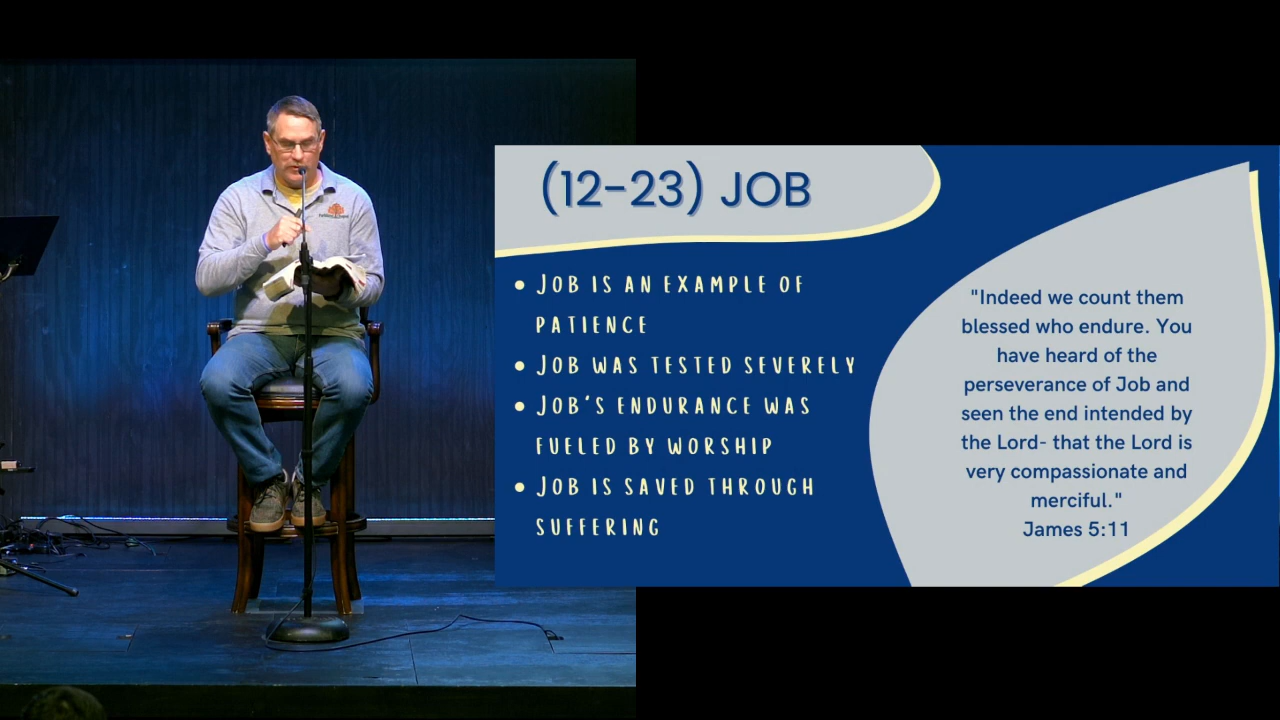 (12-23) JOB
JOB IS AN EXAMPLE OF
PATIENCE
JOB WAS TESTED SEVERELY
JOB'S ENDURANCE WAS
FUELED BY WORSHIP
JOB IS SAVED THROUGH
SUFFERING
"Indeed we count them
blessed who endure. You
have heard of the
perseverance of Job and
seen the end intended by
the Lord- that the Lord is
very compassionate and
merciful."
James 5:11